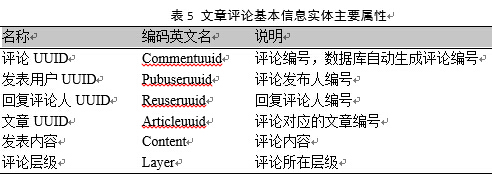 表 5 文章评论基本信息实体主要属性
名称 编码英文名 说明
评论 UUID Commentuuid 评论编号，数据库自动生成评论编号
发表用户 UUID Pubuseruuid 评论发布人编号
回复评论人 UUID Reuseruuid 回复评论人编号
文章 UUID Articleuuid 评论对应的文章编号
发表内容 Content 评论内容
评论层级 Layer 评论所在层级